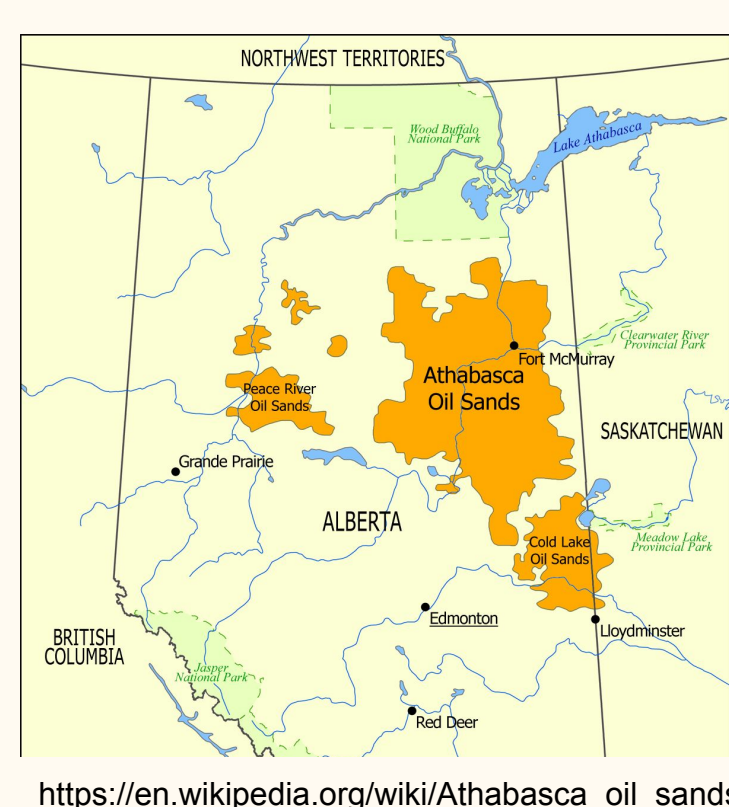 NORTHWEST TERRITORIES
Wood Buffalo
National Park
Lake Athabasca
Clearwater River
Provincial Park
Fort McMurray
Athabasca
Oil Sands
Peace River
Oil Sands
SASKATCHEWAN
Grande Prairie
ALBERTA
Cold Lake
Oil Sands
Meadow Lake
Provincial Park
Edmonton
Lloydminster
BRITISH
COLUMBIA
Jasper
National Park
Red Deer
https://en.wikipedia.org/wiki/Athabasca_oil_sands